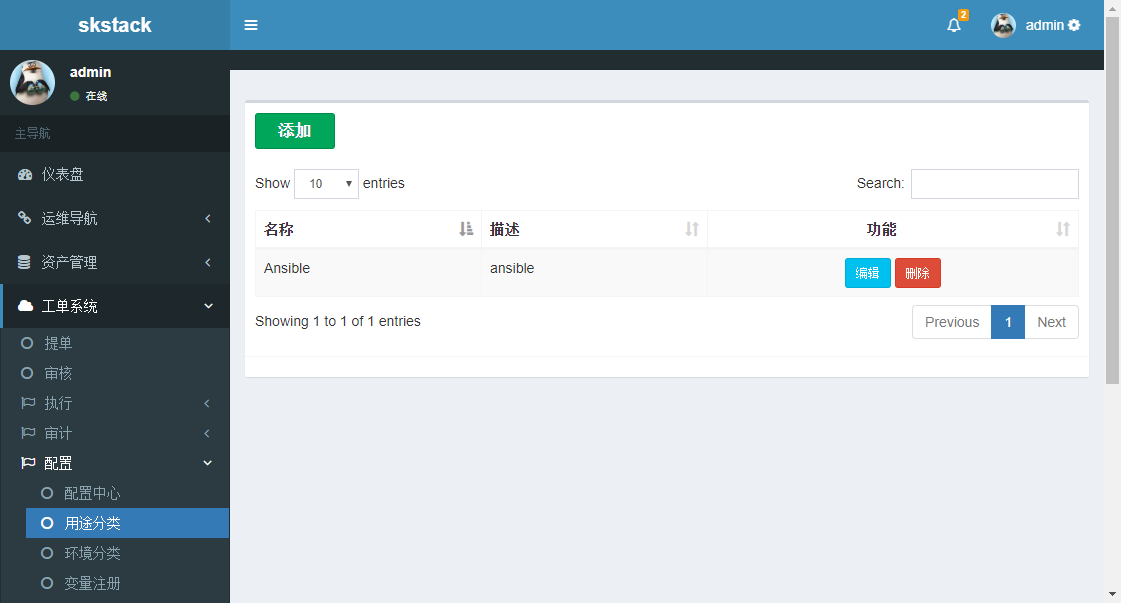 skstack
2
admin
admin
在线
主导航
仪表盘
运维导航
资产管理
工单系统
提单
审核
执行
审计
配置
配置中心
用途分类
环境分类
变量注册
添加
Show 10 entries
Search:
名称 描述 功能
Ansible ansible 编辑 删除
Showing 1 to 1 of 1 entries
Previous 1 Next